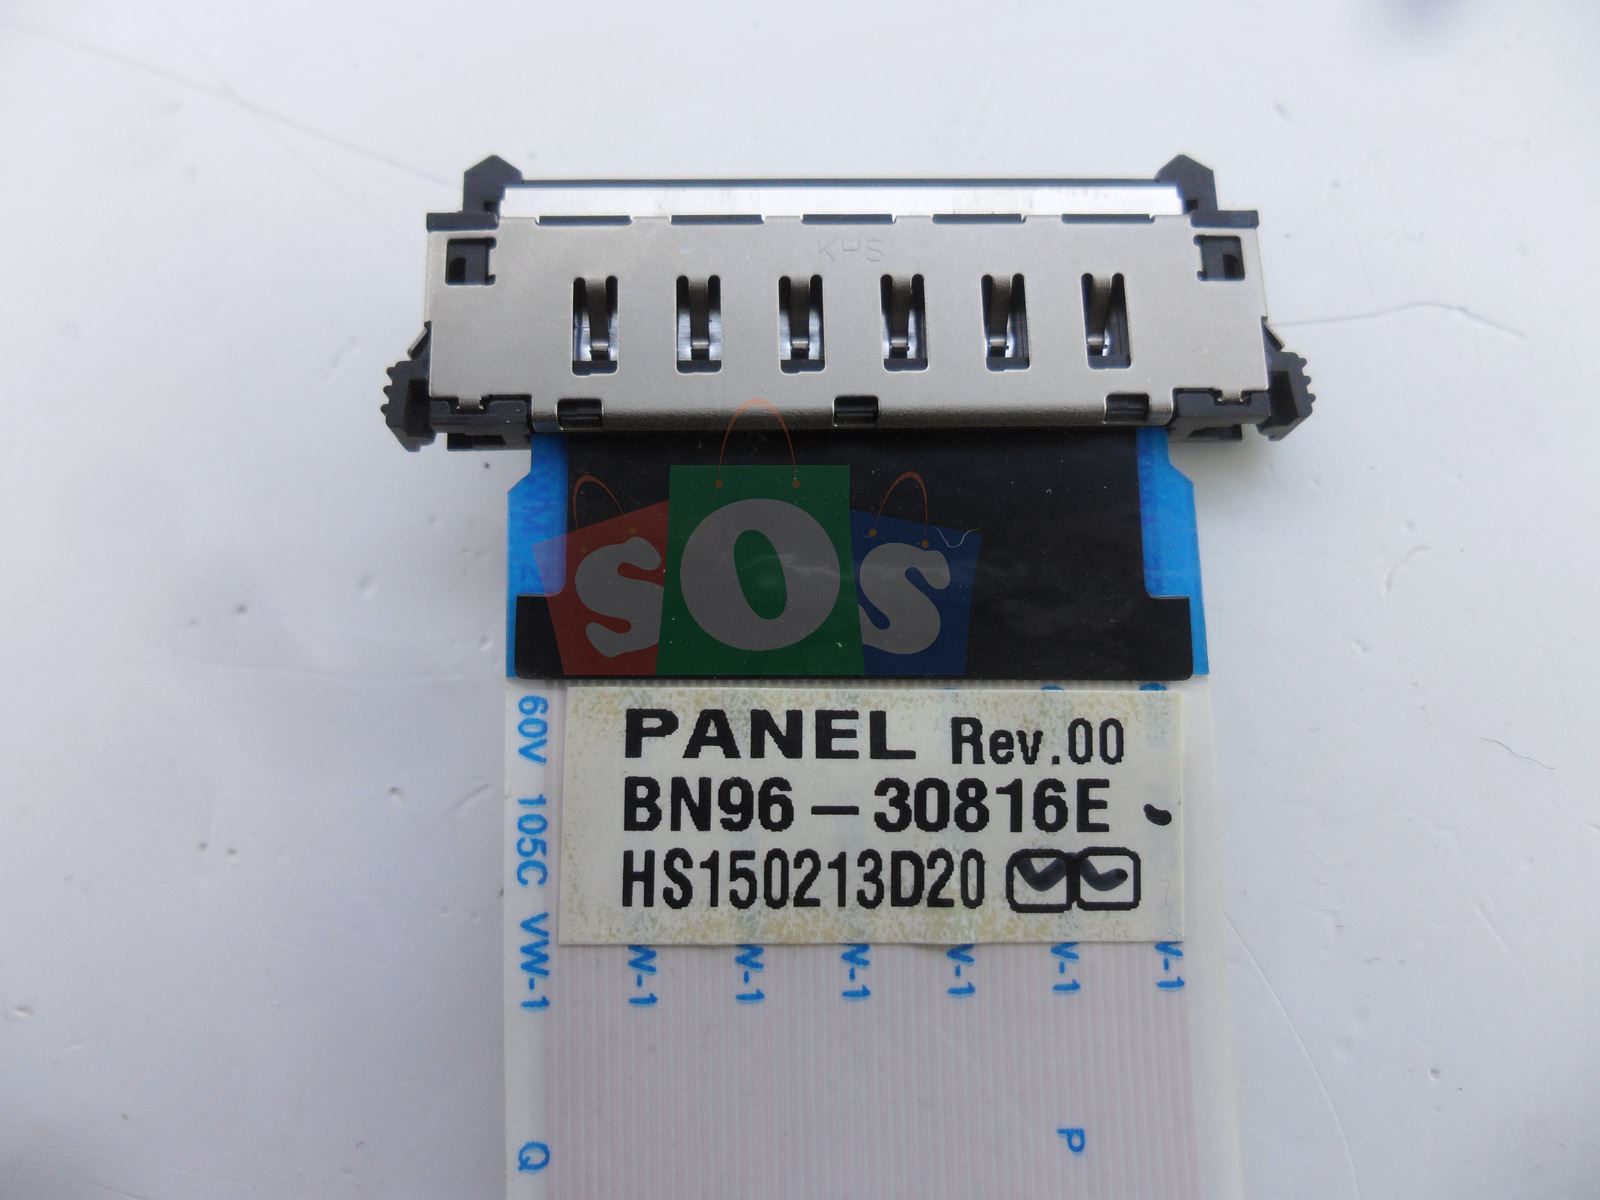 KHS
SOS
PANEL Rev.00
BN96-30816E
HS150213D20
60V 105C VW-1
W-1 W-1 W-1 V-1 V-1 V-1
Q
P